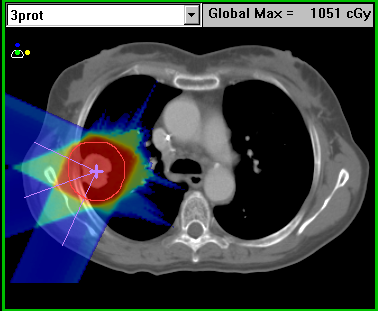 3prot
Global Max = 1051 cGy